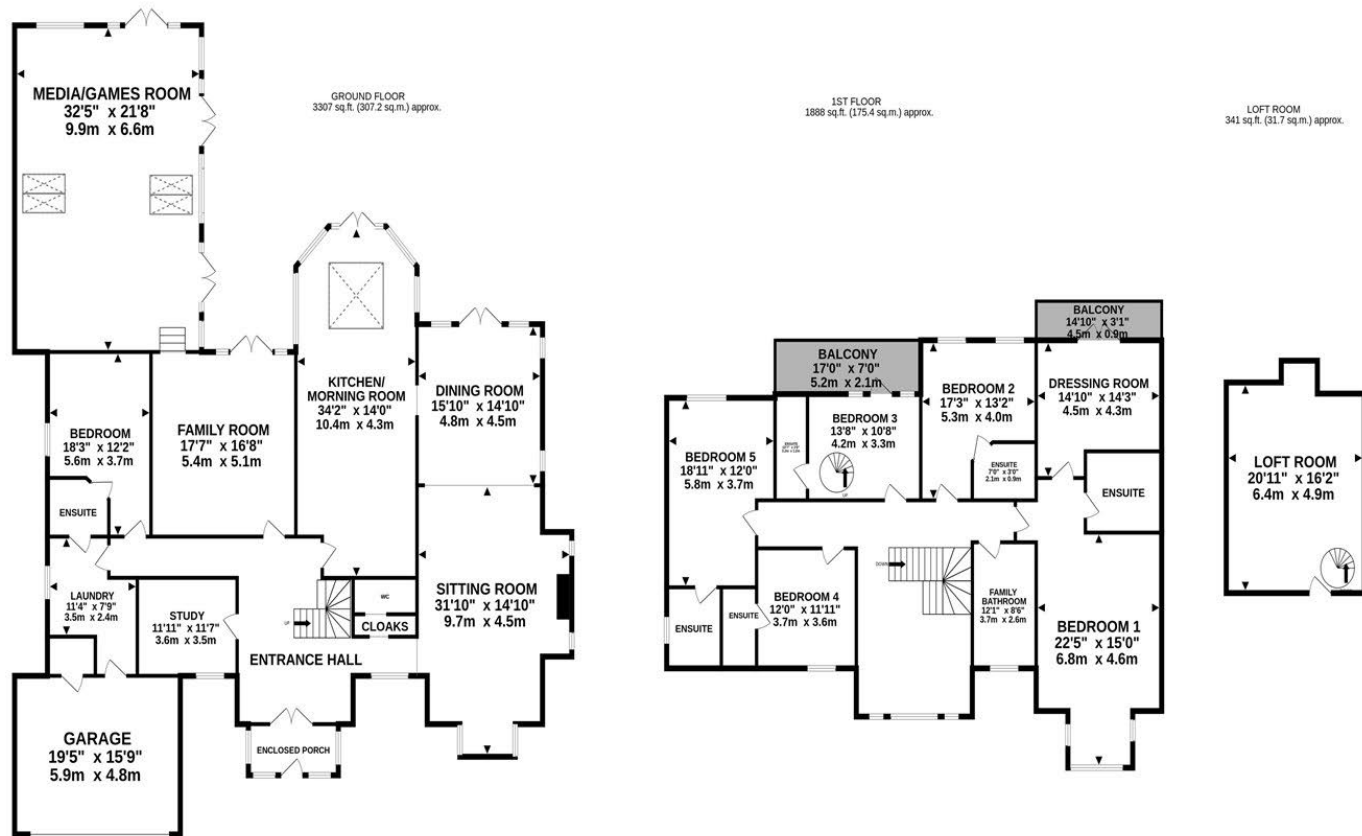 GROUND FLOOR
3307 sq.ft. (307.2 sq.m.) approx.
MEDIA/GAMES ROOM
32'5" x 21'8"
9.9m x 6.6m
KITCHEN/
MORNING ROOM
34'2" x 14'0"
10.4m x 4.3m
DINING ROOM
15'10" x 14'10"
4.8m x 4.5m
BEDROOM
18'3" x 12'2"
5.6m x 3.7m
FAMILY ROOM
17'7" x 16'8"
5.4m x 5.1m
ENSUITE
LAUNDRY
11'4" x 7'9"
3.5m x 2.4m
STUDY
11'11" x 11'7"
3.6m x 3.5m
UP
WC
CLOAKS
SITTING ROOM
31'10" x 14'10"
9.7m x 4.5m
ENTRANCE HALL
GARAGE
19'5" x 15'9"
5.9m x 4.8m
ENCLOSED PORCH
1ST FLOOR
1888 sq.ft. (175.4 sq.m.) approx.
BALCONY
14'10" x 3'1"
4.5m x 0.9m
BALCONY
17'0" x 7'0"
5.2m x 2.1m
BEDROOM 2
17'3" x 13'2"
5.3m x 4.0m
DRESSING ROOM
14'10" x 14'3"
4.5m x 4.3m
BEDROOM 3
13'8" x 10'8"
4.2m x 3.3m
UP
ENSUITE
BEDROOM 5
18'11" x 12'0"
5.8m x 3.7m
ENSUITE
7'0" x 3'0"
2.1m x 0.9m
ENSUITE
DOWN
BEDROOM 4
12'0" x 11'11"
3.7m x 3.6m
ENSUITE
ENSUITE
FAMILY
BATHROOM
12'1" x 8'6"
3.7m x 2.6m
BEDROOM 1
22'5" x 15'0"
6.8m x 4.6m
LOFT ROOM
341 sq.ft. (31.7 sq.m.) approx.
LOFT ROOM
20'11" x 16'2"
6.4m x 4.9m